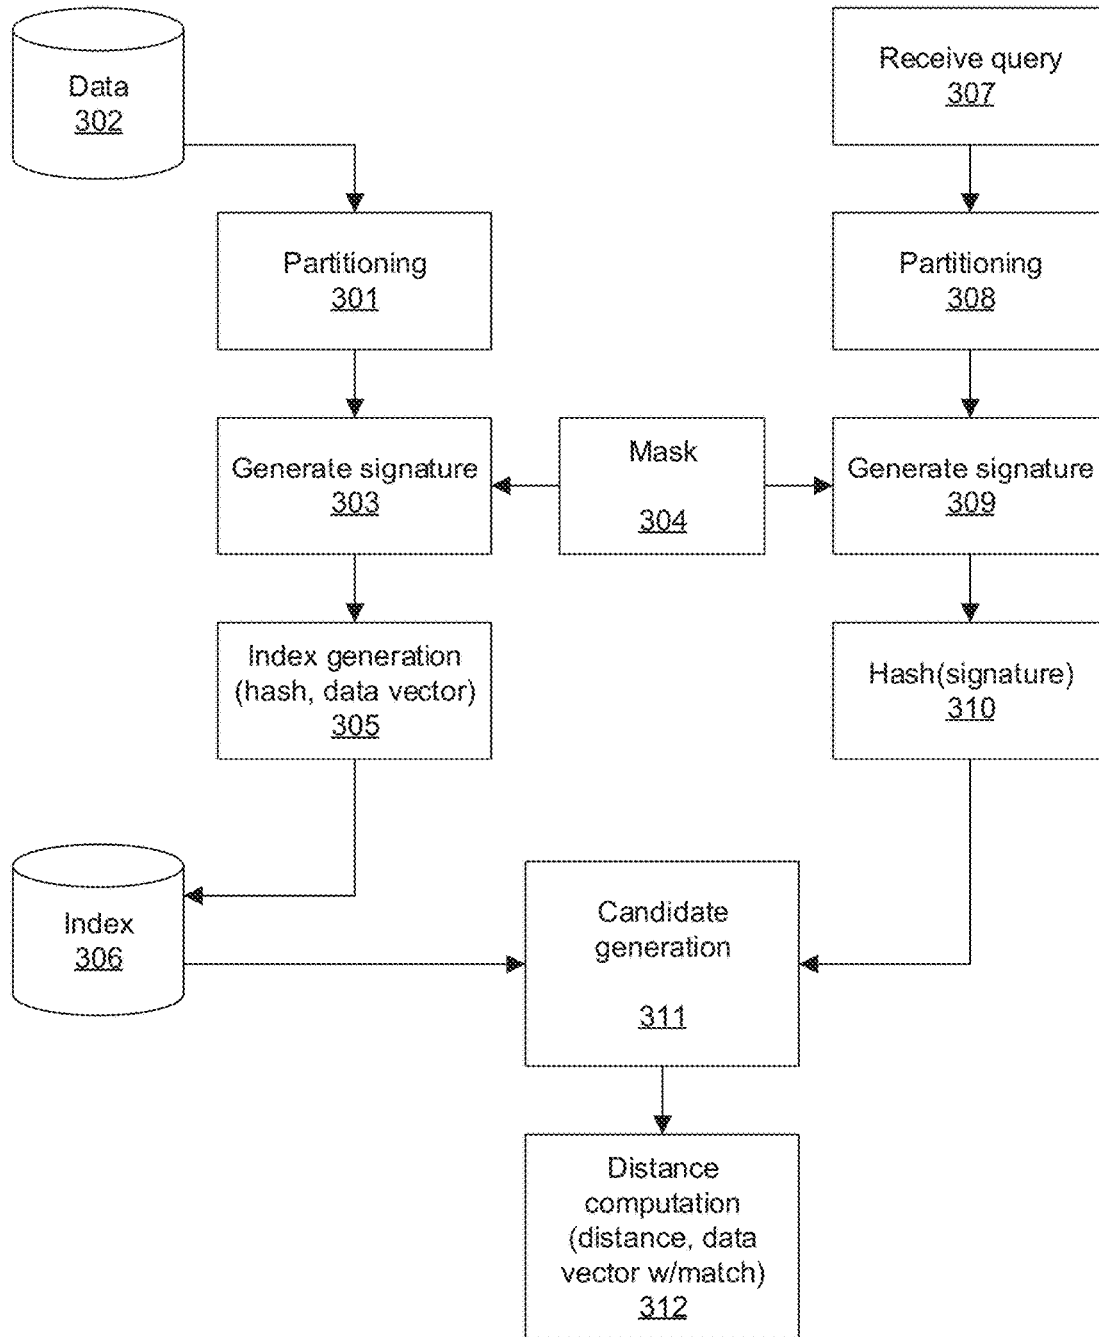 Data
302
Receive query
307
Partitioning
301
Partitioning
308
Generate signature
303
Mask
304
Generate signature
309
Index generation
(hash, data vector)
305
Hash(signature)
310
Index
306
Candidate
generation
311
Distance
computation
(distance, data
vector w/match)
312